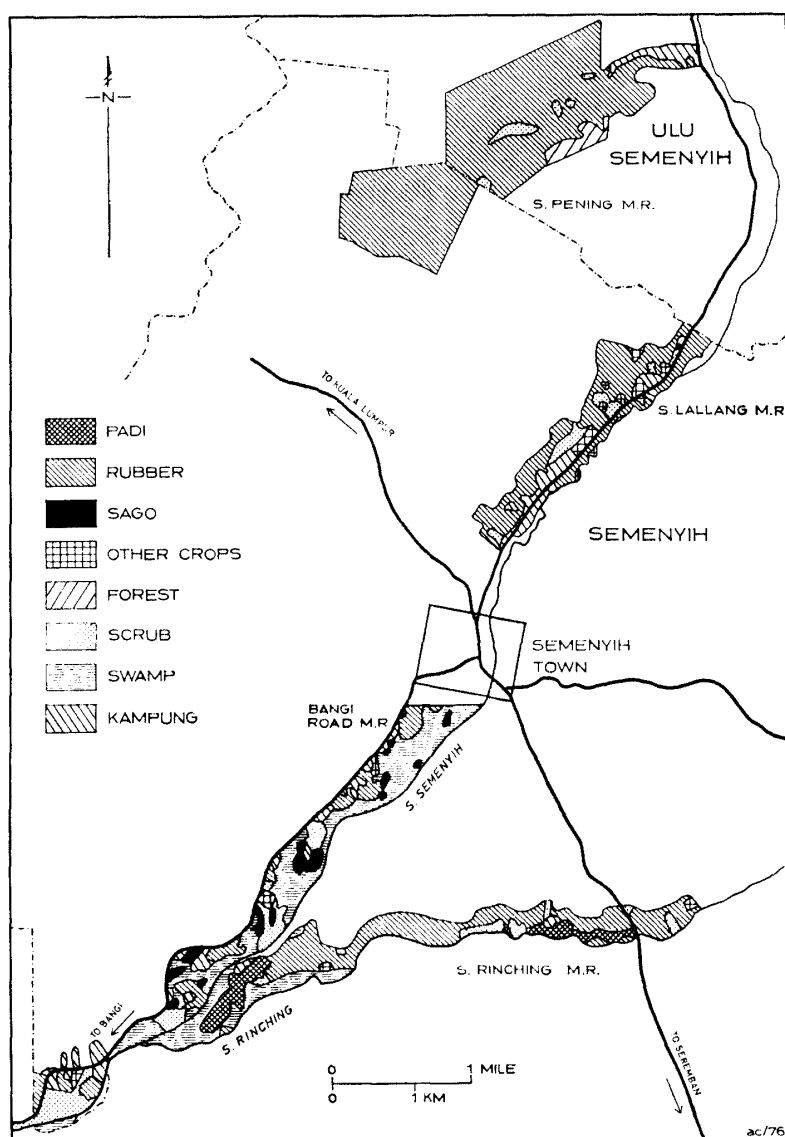 N
ULU
SEMENYIH
S. PENING M.R.
TO KUALA LUMPUR
S. LALLANG M.R.
PADI
RUBBER
SAGO
OTHER CROPS
FOREST
SCRUB
SWAMP
KAMPUNG
SEMENYIH
SEMENYIH
TOWN
BANGI
ROAD M.R.
S. SEMENYIH
S. RINCHING M.R.
S. RINCHING
TO BANGI
TO SEREMBAN
0 1 MILE
0 1 KM
ac/76